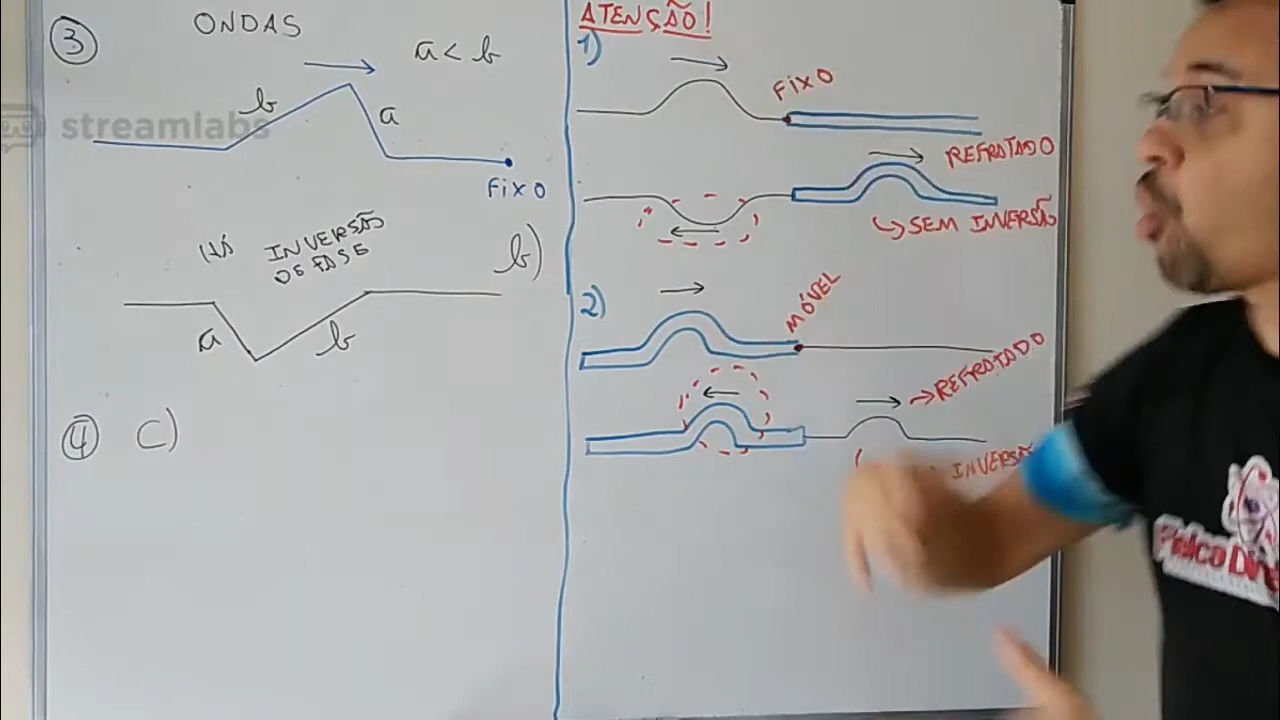 3
ONDAS
a < b
streamlabs
b
a
FIXO
HÁ INVERSÃO
DE FASE
b)
a
b
4 C)
ATENÇÃO!
1)
FIXO
REFRATADO
SEM INVERSÃO
2)
MÓVEL
REFRATADO
INVERSÃO